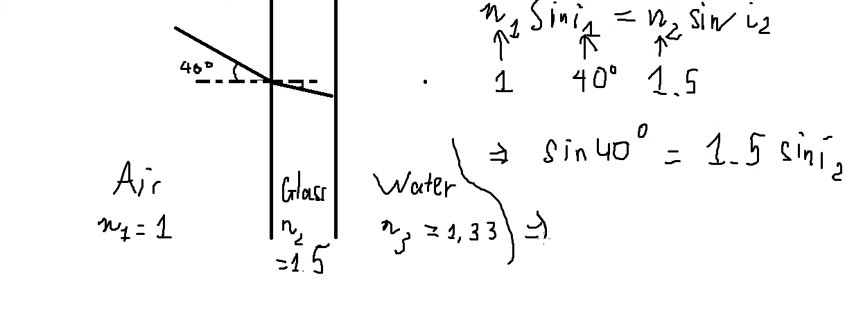 n₁ Sin i₁ = n₂ sin i₂
1 40° 1.5
⇒ sin 40° = 1.5 sin i₂
⇒
40°
Air
n₁ = 1
Glass
n₂
=1.5
Water
n₃ = 1,33